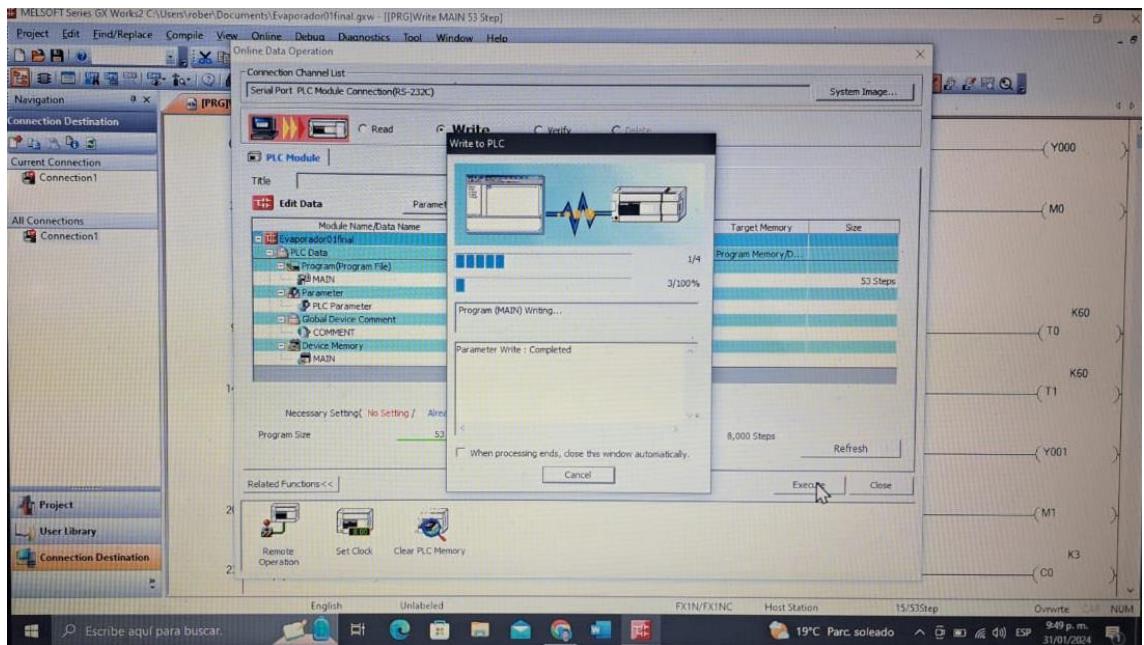 MELSOFT Series GX Works2 C:\Users\rober\Documents\Evaporador01final.gxw - [[PRG]Write MAIN 53 Step]
Project Edit Find/Replace Compile View Online Debug Diagnostics Tool Window Help
Online Data Operation
Connection Channel List
Serial Port PLC Module Connection(RS-232C)
System Image...
Navigation
[PRG]
Connection Destination
Read
Write
Verify
Delete
Write to PLC
Y000
Current Connection
PLC Module
Connection1
Title
Edit Data
Paramet
M0
All Connections
Connection1
Module Name/Data Name
Target Memory
Size
Evaporador01final
PLC Data
Program Memory/D...
1/4
Program(Program File)
MAIN
53 Steps
3/100%
Parameter
PLC Parameter
Program (MAIN) Writing...
K60
Global Device Comment
COMMENT
T0
Device Memory
MAIN
Parameter Write : Completed
K60
T1
Necessary Setting( No Setting / Alrea
Program Size
53
8,000 Steps
Refresh
When processing ends, close this window automatically.
Y001
Cancel
Related Functions<<
Execute
Close
Project
M1
User Library
Remote Operation
Set Clock
Clear PLC Memory
Connection Destination
K3
C0
English
Unlabeled
FX1N/FX1NC
Host Station
15/53Step
Ovrwrte
CAP
NUM
Escribe aquí para buscar.
19°C Parc. soleado
ESP
9:49 p. m.
31/01/2024